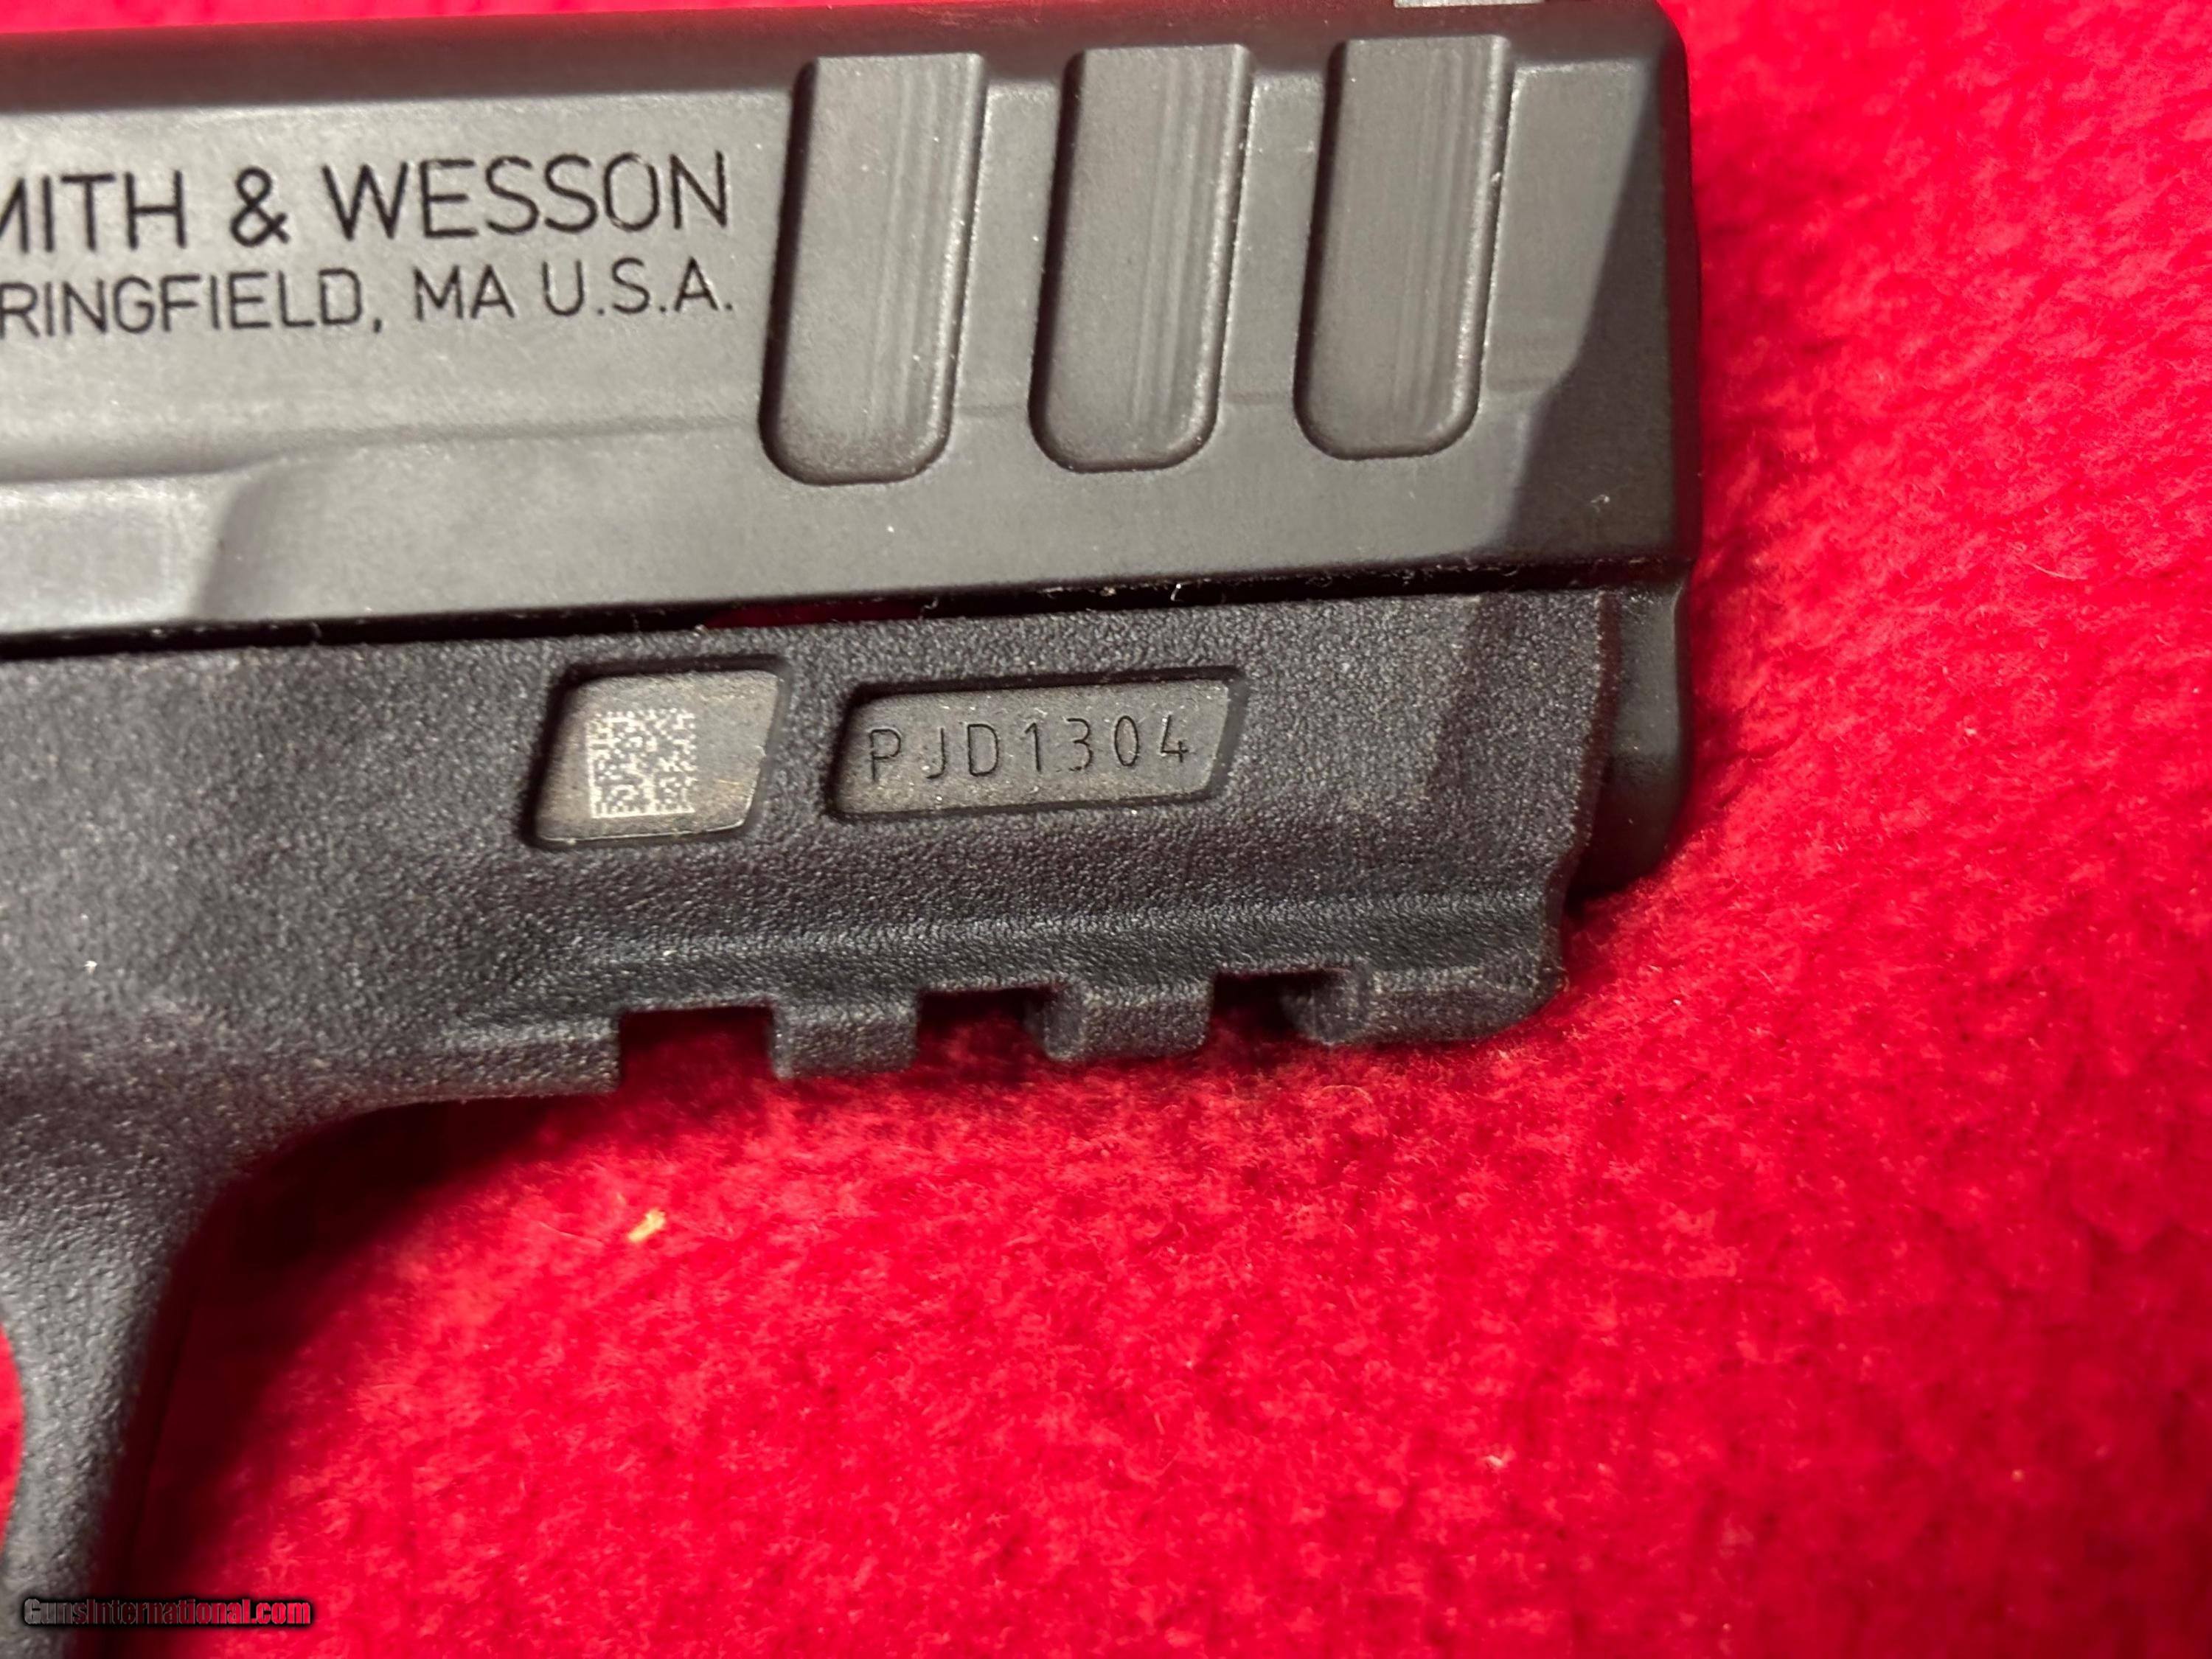 MITH & WESSON
RINGFIELD, MA U.S.A.
PJD1304
GunsInternational.com